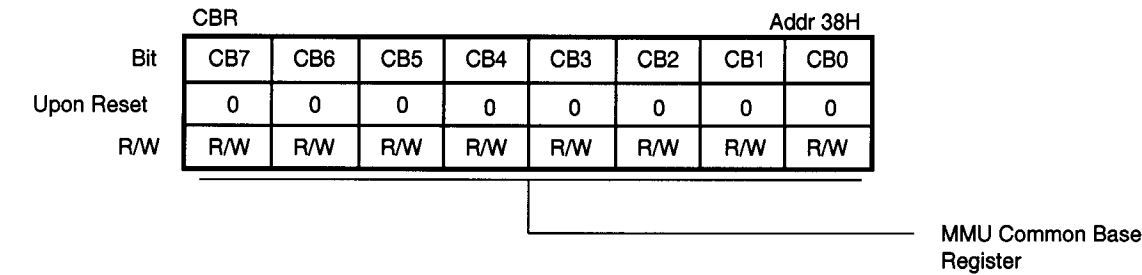 CBR Addr 38H
Bit CB7 CB6 CB5 CB4 CB3 CB2 CB1 CB0
Upon Reset 0 0 0 0 0 0 0 0
R/W R/W R/W R/W R/W R/W R/W R/W R/W
MMU Common Base
Register